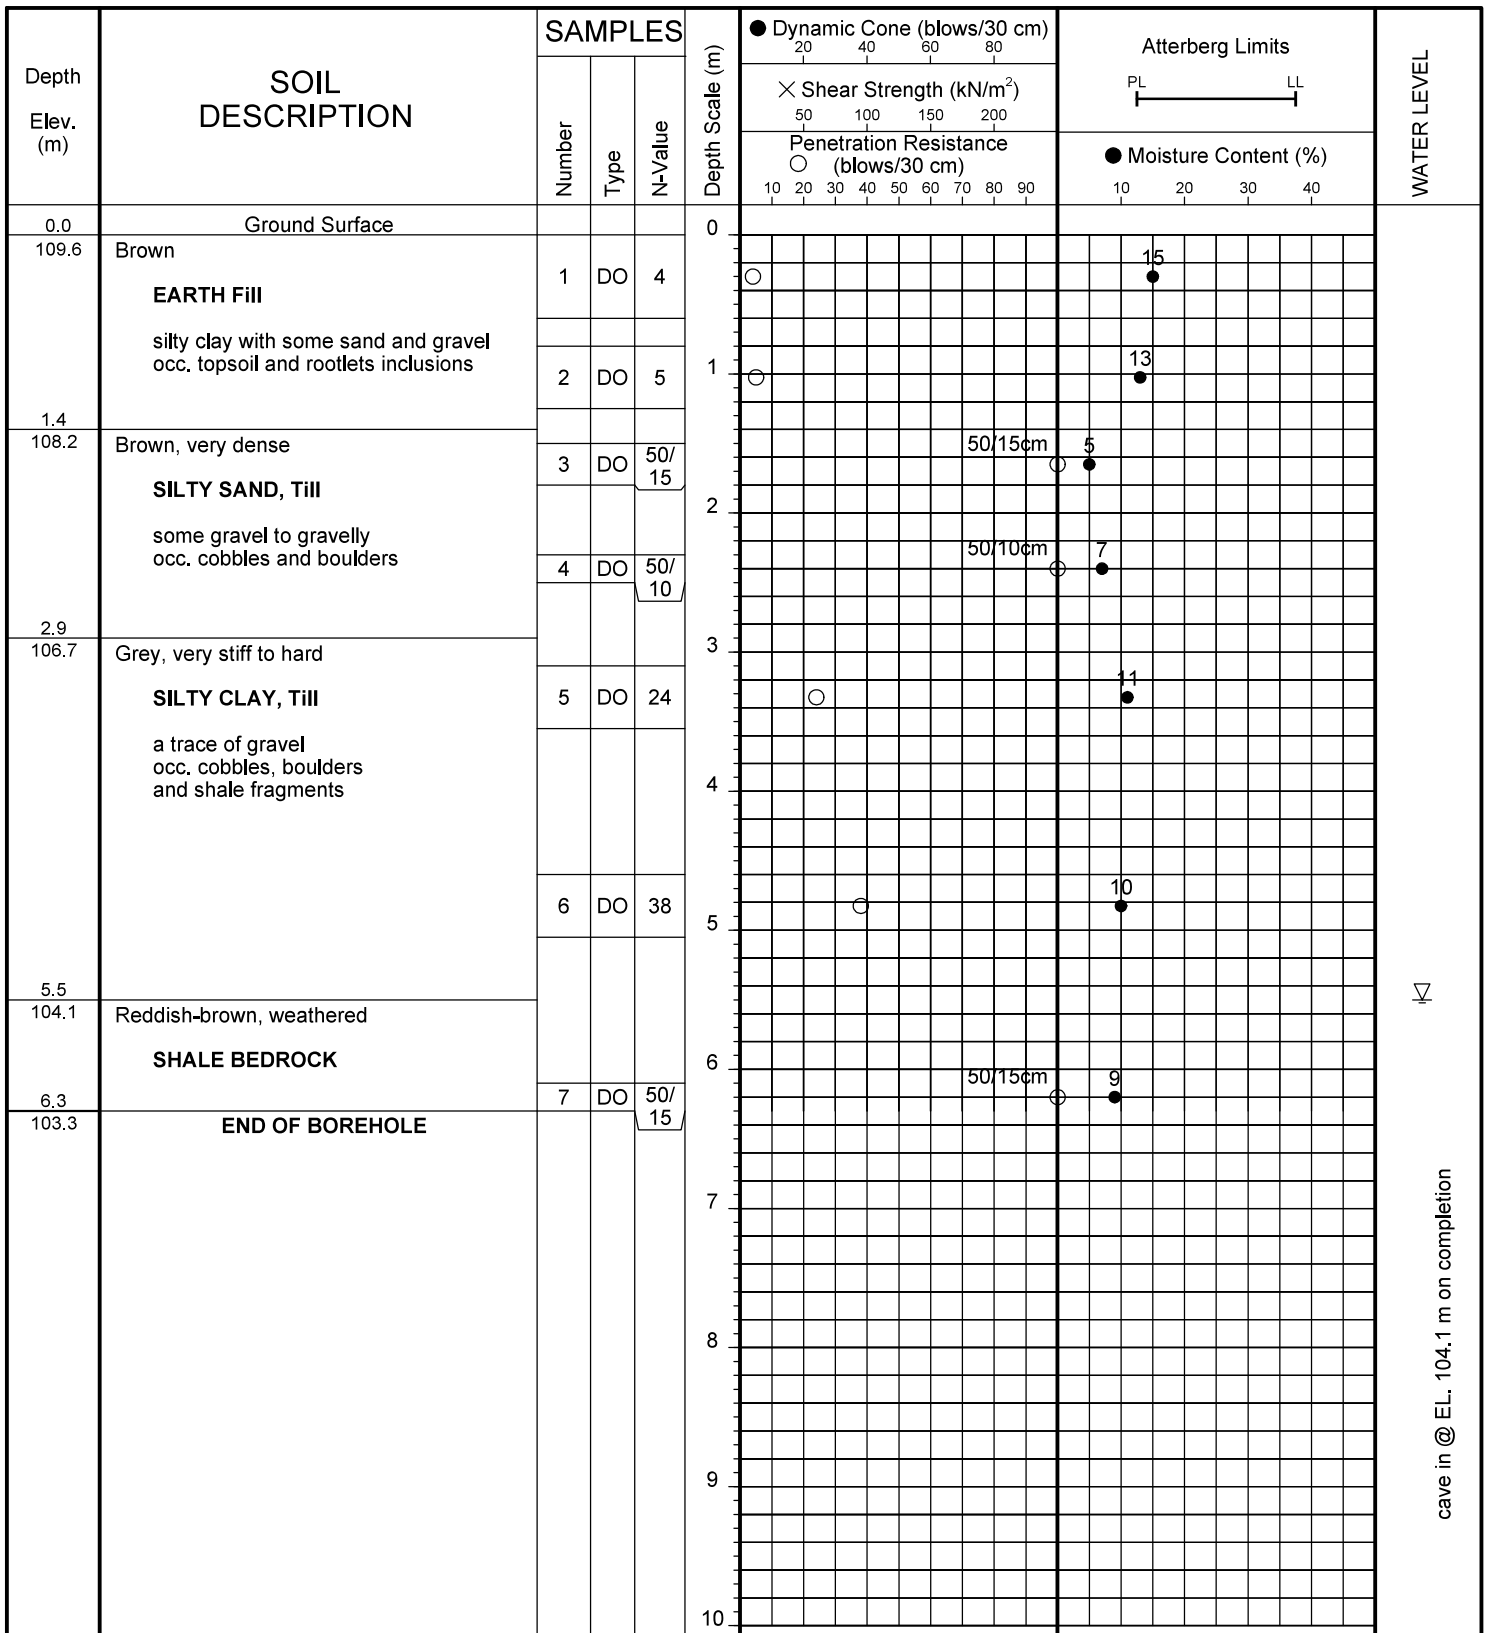 Depth
Elev.
(m)
SOIL
DESCRIPTION
SAMPLES
Number
Type
N-Value
Depth Scale (m)
● Dynamic Cone (blows/30 cm)
20 40 60 80
× Shear Strength (kN/m²)
50 100 150 200
Penetration Resistance
○ (blows/30 cm)
10 20 30 40 50 60 70 80 90
Atterberg Limits
PL LL
● Moisture Content (%)
10 20 30 40
WATER LEVEL
0.0 Ground Surface
109.6 Brown
EARTH Fill
silty clay with some sand and gravel
occ. topsoil and rootlets inclusions
1 DO 4
2 DO 5
0
15
1
13
1.4
108.2 Brown, very dense
SILTY SAND, Till
some gravel to gravelly
occ. cobbles and boulders
3 DO 50/
15
4 DO 50/
10
50/15cm 5
2
50/10cm 7
2.9
106.7 Grey, very stiff to hard
SILTY CLAY, Till
a trace of gravel
occ. cobbles, boulders
and shale fragments
5 DO 24
6 DO 38
3
11
4
10
5
5.5
104.1 Reddish-brown, weathered
SHALE BEDROCK
7 DO 50/
15
6
50/15cm 9
6.3
103.3 END OF BOREHOLE
7
8
9
10
cave in @ EL. 104.1 m on completion